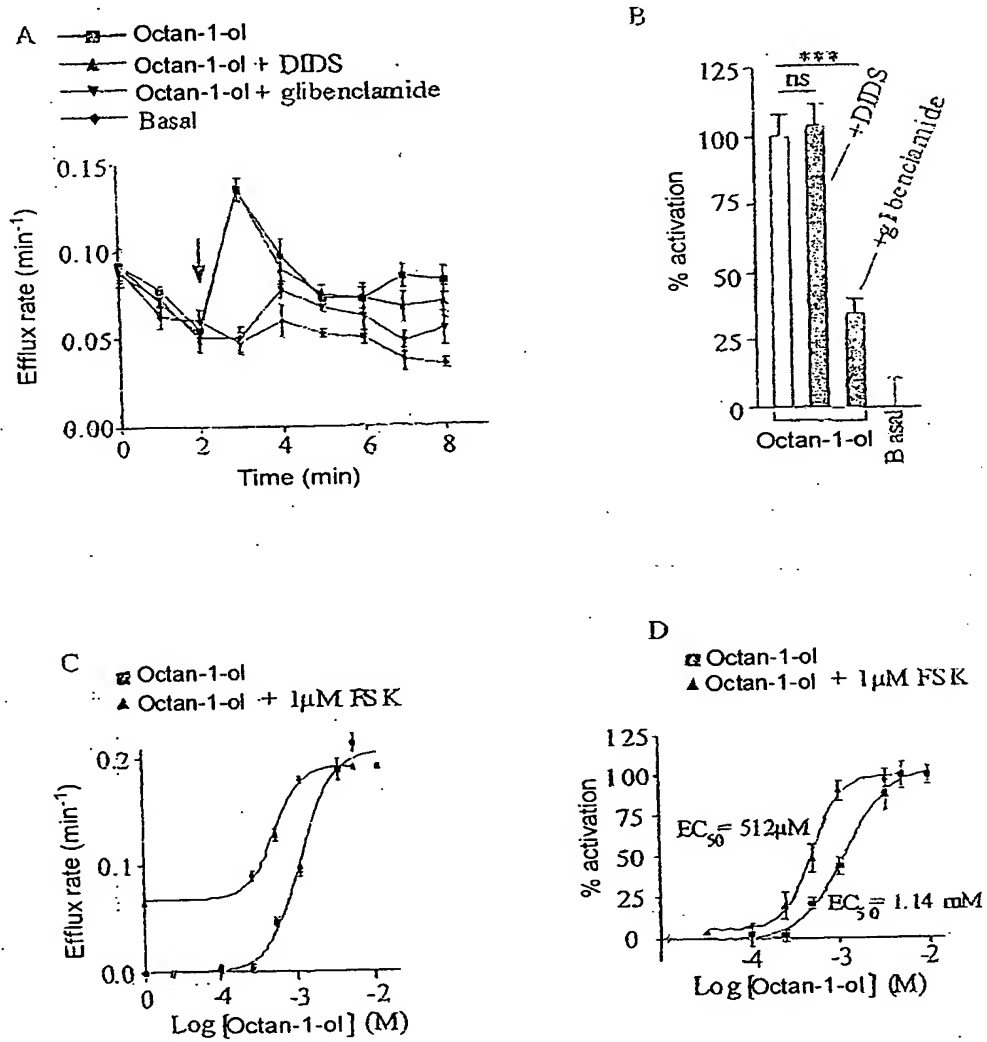 A
Octan-1-ol
Octan-1-ol + DIDS
Octan-1-ol + glibenclamide
Basal
0.15
0.10
0.05
0.00
Efflux rate (min⁻¹)
0 2 4 6 8
Time (min)
B
***
ns
125
100
75
50
25
0
% activation
+DIDS
+glibenclamide
Octan-1-ol
Basal
C
Octan-1-ol
Octan-1-ol + 1µM FSK
0.2
0.1
0.0
Efflux rate (min⁻¹)
0 -4 -3 -2
Log [Octan-1-ol] (M)
D
Octan-1-ol
Octan-1-ol + 1µM FSK
125
100
75
50
25
0
% activation
EC50= 512µM
EC50= 1.14 mM
-4 -3 -2
Log [Octan-1-ol] (M)